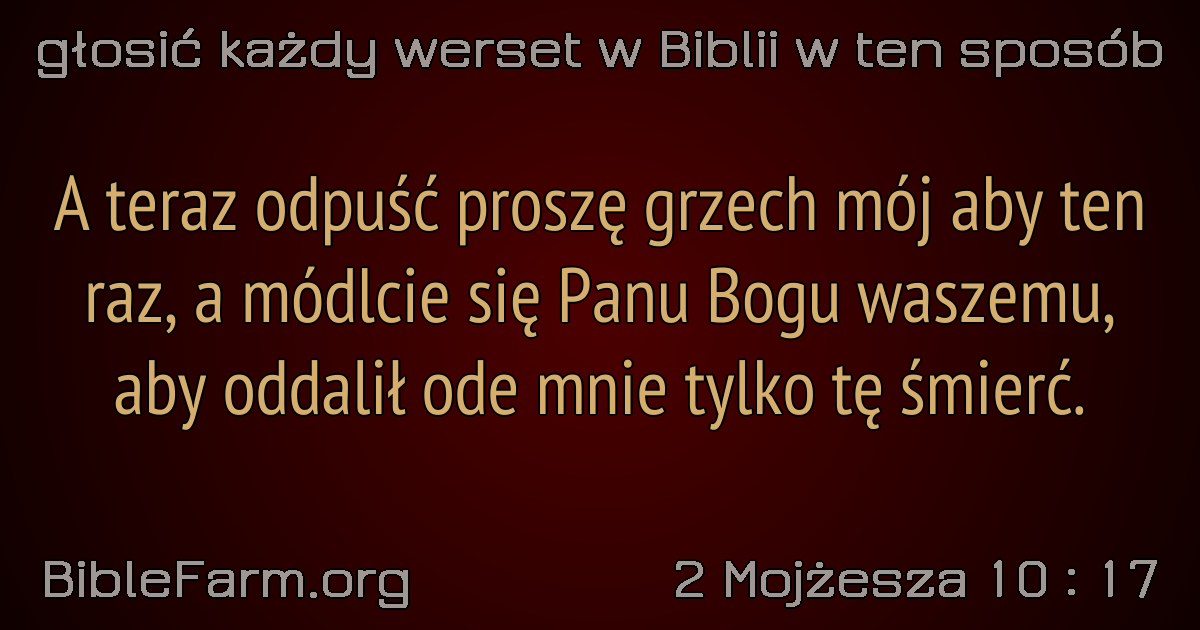 głosić każdy werset w Biblii w ten sposób
A teraz odpuść proszę grzech mój aby ten
raz, a módlcie się Panu Bogu waszemu,
aby oddalił ode mnie tylko tę śmierć.
BibleFarm.org
2 Mojżesza 10 : 17